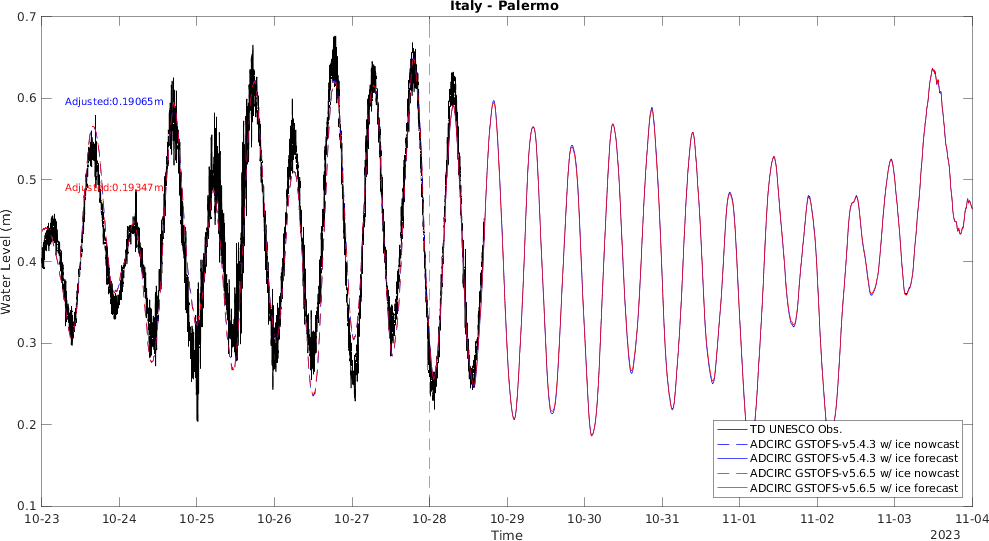 Italy - Palermo
0.7
0.6
0.5
0.4
0.3
0.2
0.1
Water Level (m)
Adjusted:0.19065m
Adjusted:0.19347m
TD UNESCO Obs.
ADCIRC GSTOFS-v5.4.3 w/ ice nowcast
ADCIRC GSTOFS-v5.4.3 w/ ice forecast
ADCIRC GSTOFS-v5.6.5 w/ ice nowcast
ADCIRC GSTOFS-v5.6.5 w/ ice forecast
10-23 10-24 10-25 10-26 10-27 10-28 10-29 10-30 10-31 11-01 11-02 11-03 11-04
Time
2023